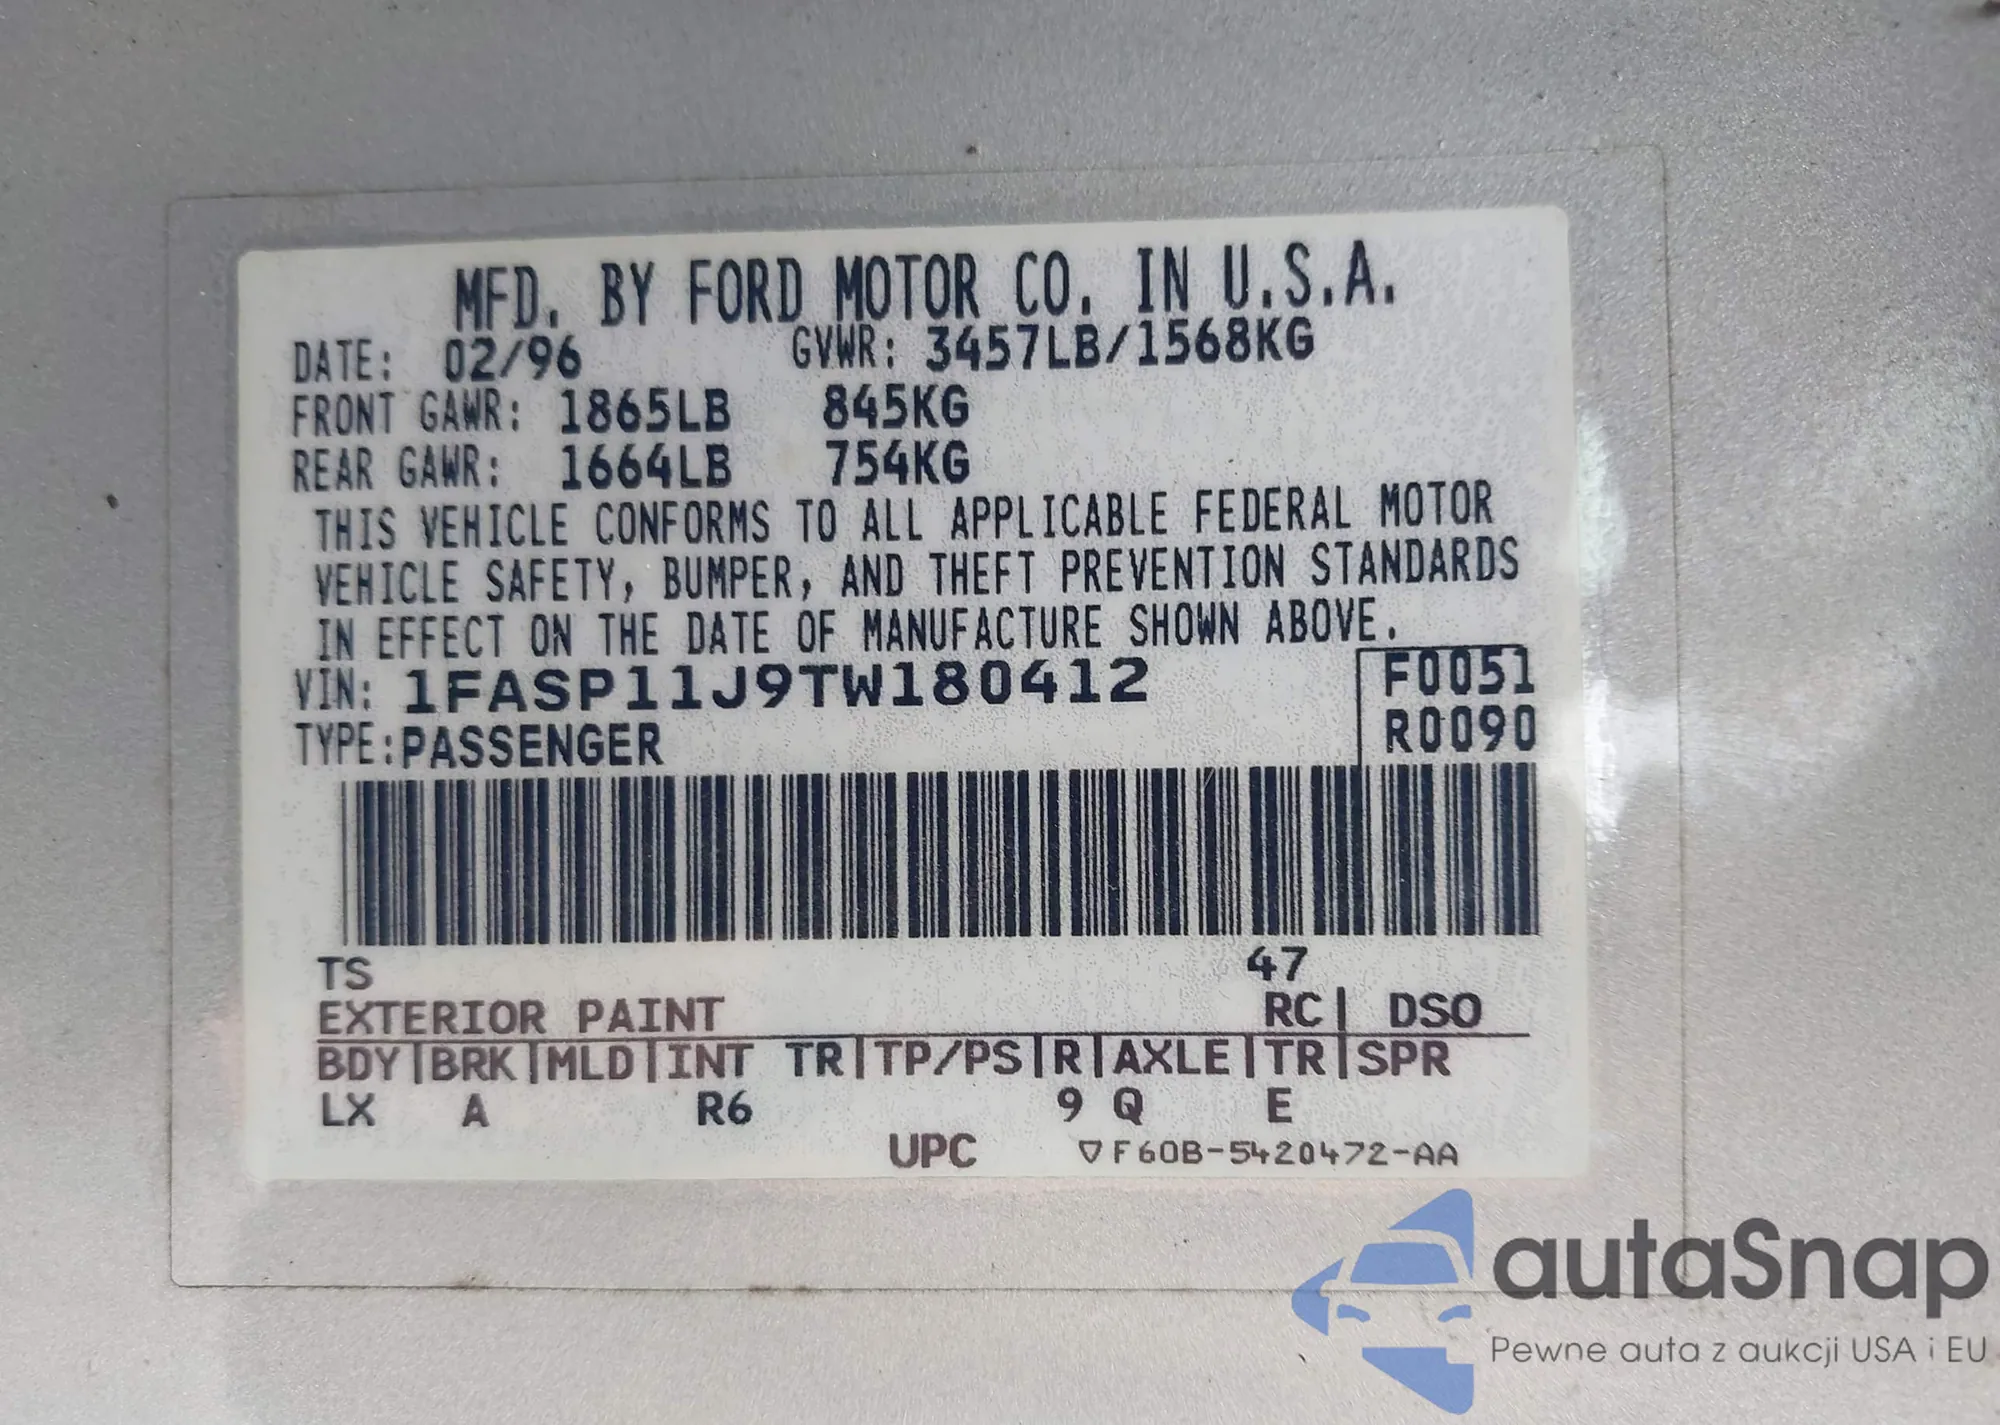 MFD. BY FORD MOTOR CO. IN U.S.A.
DATE: 02/96 GVWR: 3457LB/1568KG
FRONT GAWR: 1865LB 845KG
REAR GAWR: 1664LB 754KG
THIS VEHICLE CONFORMS TO ALL APPLICABLE FEDERAL MOTOR
VEHICLE SAFETY, BUMPER, AND THEFT PREVENTION STANDARDS
IN EFFECT ON THE DATE OF MANUFACTURE SHOWN ABOVE.
VIN: 1FASP11J9TW180412 F0051
TYPE:PASSENGER R0090
TS 47
EXTERIOR PAINT RC| DSO
BDY|BRK|MLD|INT TR|TP/PS|R|AXLE|TR|SPR
LX A R6 9 Q E
UPC ▽F60B-5420472-AA
autaSnap
Pewne auta z aukcji USA i EU